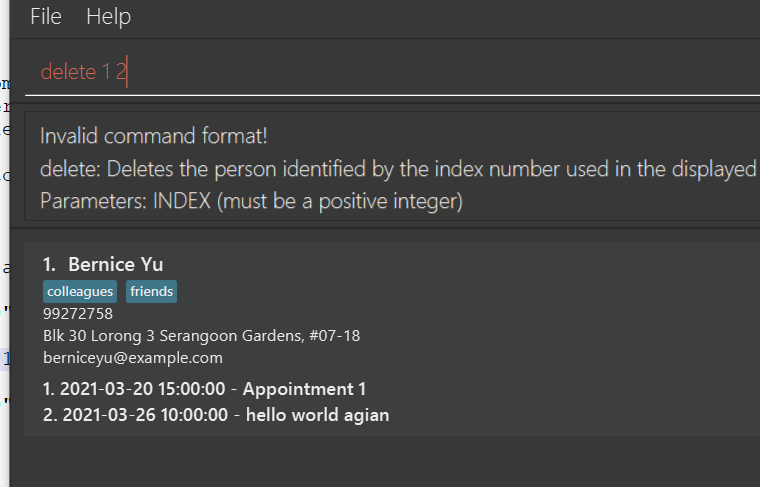 File Help
delete 1 2
Invalid command format!
delete: Deletes the person identified by the index number used in the displayed
Parameters: INDEX (must be a positive integer)
1. Bernice Yu
colleagues friends
99272758
Blk 30 Lorong 3 Serangoon Gardens, #07-18
berniceyu@example.com
1. 2021-03-20 15:00:00 - Appointment 1
2. 2021-03-26 10:00:00 - hello world agian